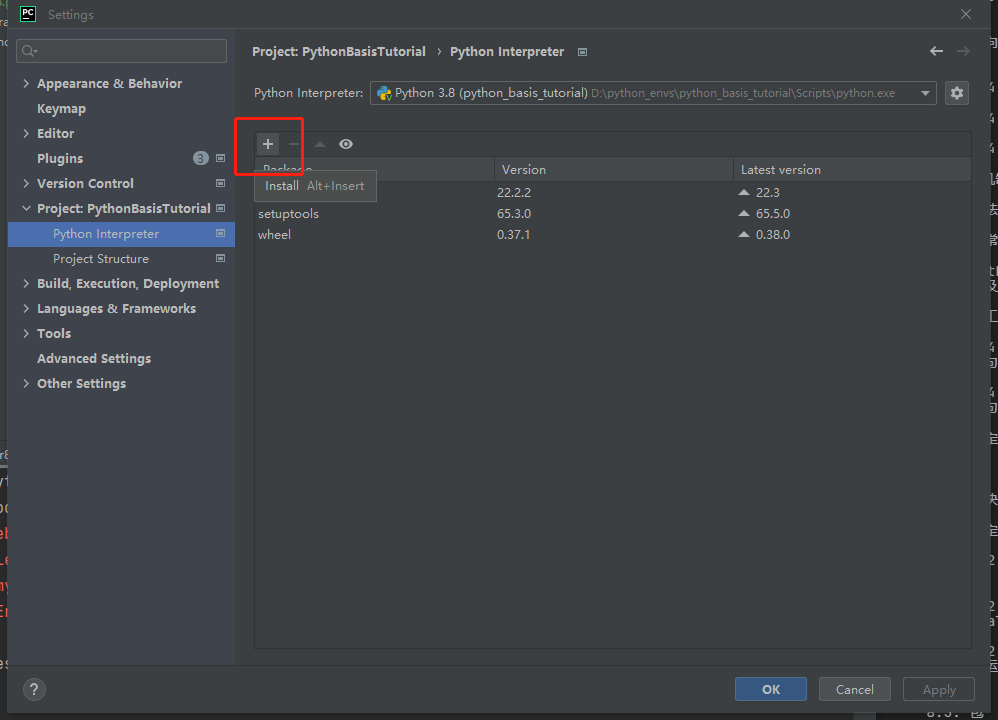 PC Settings
Project: PythonBasisTutorial › Python Interpreter
Appearance & Behavior
Keymap
Editor
Plugins 3
Version Control
Project: PythonBasisTutorial
Python Interpreter
Project Structure
Build, Execution, Deployment
Languages & Frameworks
Tools
Advanced Settings
Other Settings
Python Interpreter: Python 3.8 (python_basis_tutorial) D:\python_envs\python_basis_tutorial\Scripts\python.exe
Package Version Latest version
Install Alt+Insert
22.2.2 22.3
setuptools 65.3.0 65.5.0
wheel 0.37.1 0.38.0
? OK Cancel Apply